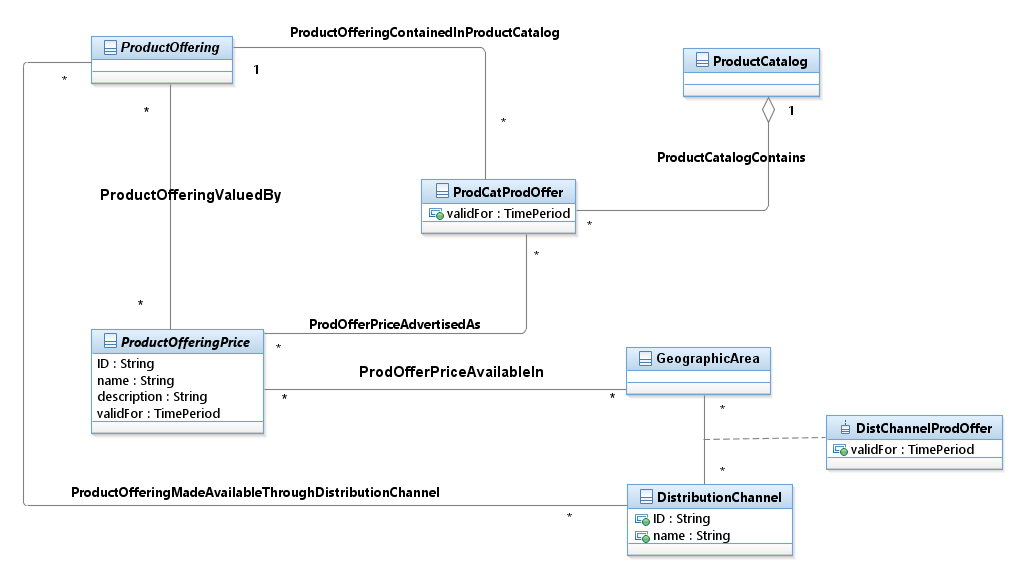 ProductOfferingContainedInProductCatalog
ProductOffering
1
*
*
ProductCatalog
1
*
ProductCatalogContains
ProductOfferingValuedBy
ProdCatProdOffer
validFor : TimePeriod
*
*
*
ProdOfferPriceAdvertisedAs
ProductOfferingPrice
ID : String
name : String
description : String
validFor : TimePeriod
*
ProdOfferPriceAvailableIn
*
*
GeographicArea
*
DistChannelProdOffer
validFor : TimePeriod
*
ProductOfferingMadeAvailableThroughDistributionChannel
*
DistributionChannel
ID : String
name : String